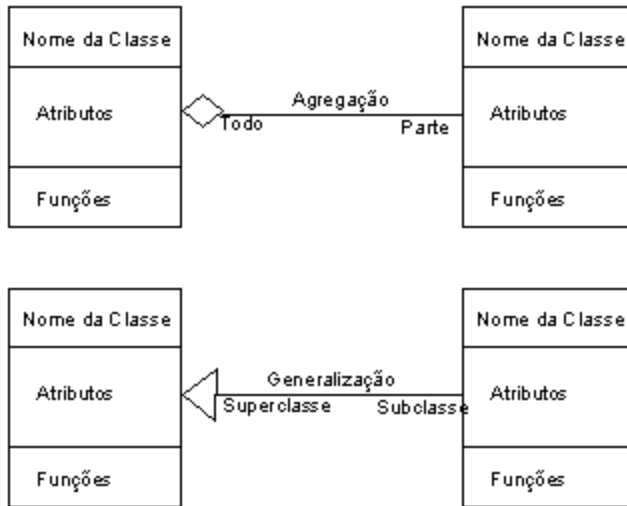 Nome da Classe
Atributos
Funções
Agregação
Todo
Parte
Nome da Classe
Atributos
Funções
Nome da Classe
Atributos
Funções
Generalização
Superclasse
Subclasse
Nome da Classe
Atributos
Funções